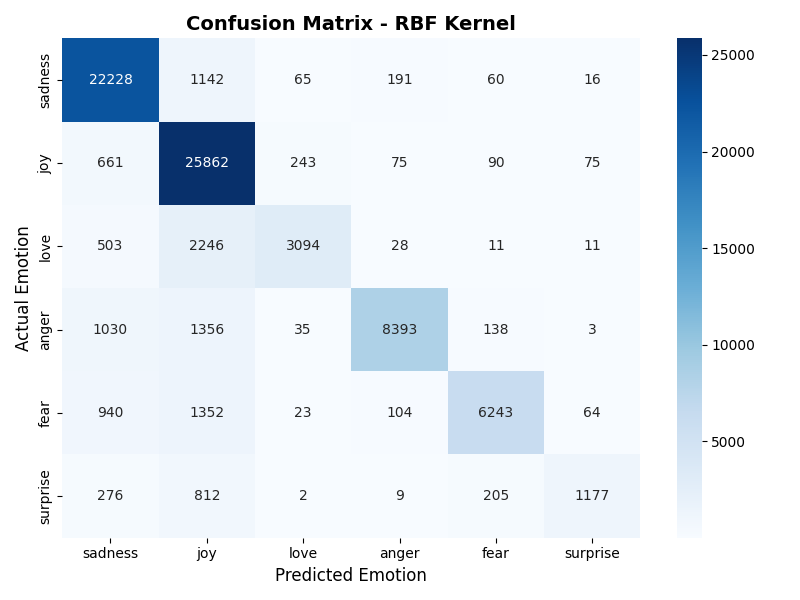 Confusion Matrix - RBF Kernel
Actual Emotion
sadness 22228 1142 65 191 60 16
joy 661 25862 243 75 90 75
love 503 2246 3094 28 11 11
anger 1030 1356 35 8393 138 3
fear 940 1352 23 104 6243 64
surprise 276 812 2 9 205 1177
sadness joy love anger fear surprise
Predicted Emotion
25000
20000
15000
10000
5000